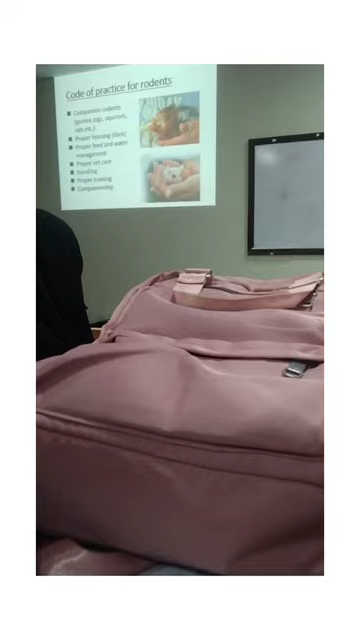 Code of practice for rodents
Companion rodents
(guinea pigs, squirrels,
rats etc.)
Proper housing (dark)
Proper feed and water
management
Proper vet care
Handling
Proper training
Companionship